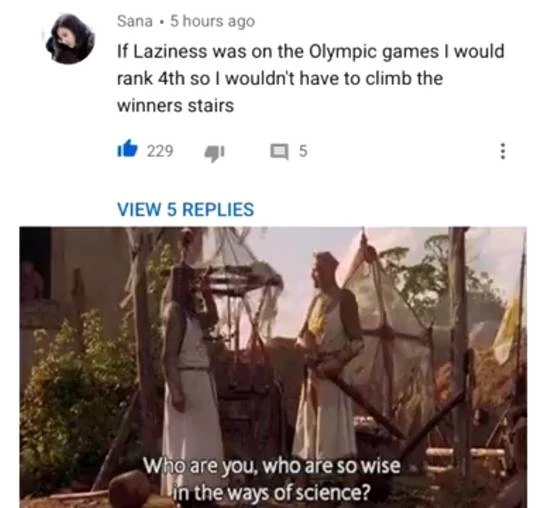 Sana • 5 hours ago
If Laziness was on the Olympic games I would
rank 4th so I wouldn't have to climb the
winners stairs
229 5
VIEW 5 REPLIES
Who are you, who are so wise
in the ways of science?